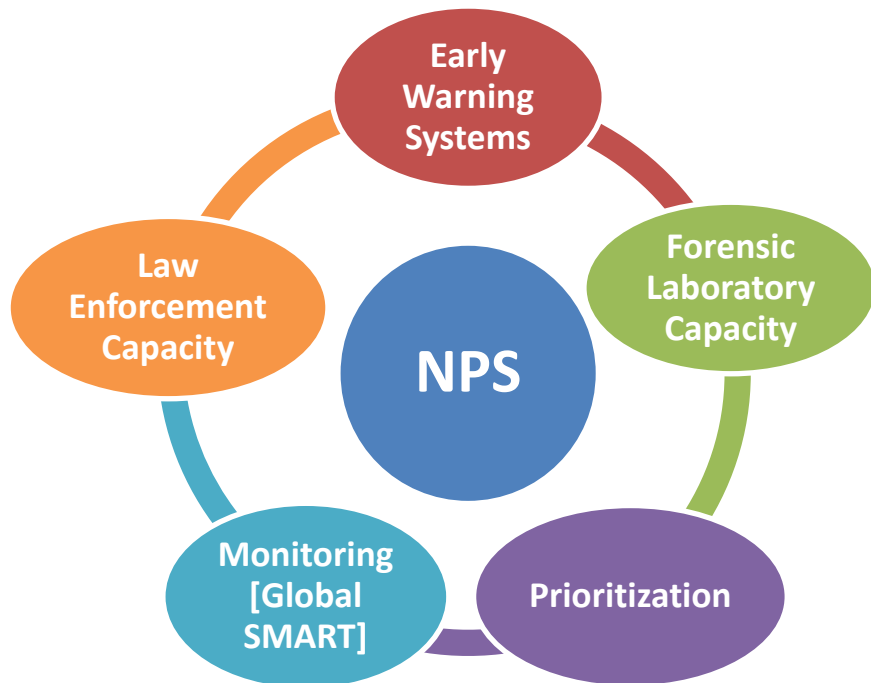 Early
Warning
Systems
Forensic
Laboratory
Capacity
Prioritization
Monitoring
[Global
SMART]
Law
Enforcement
Capacity
NPS